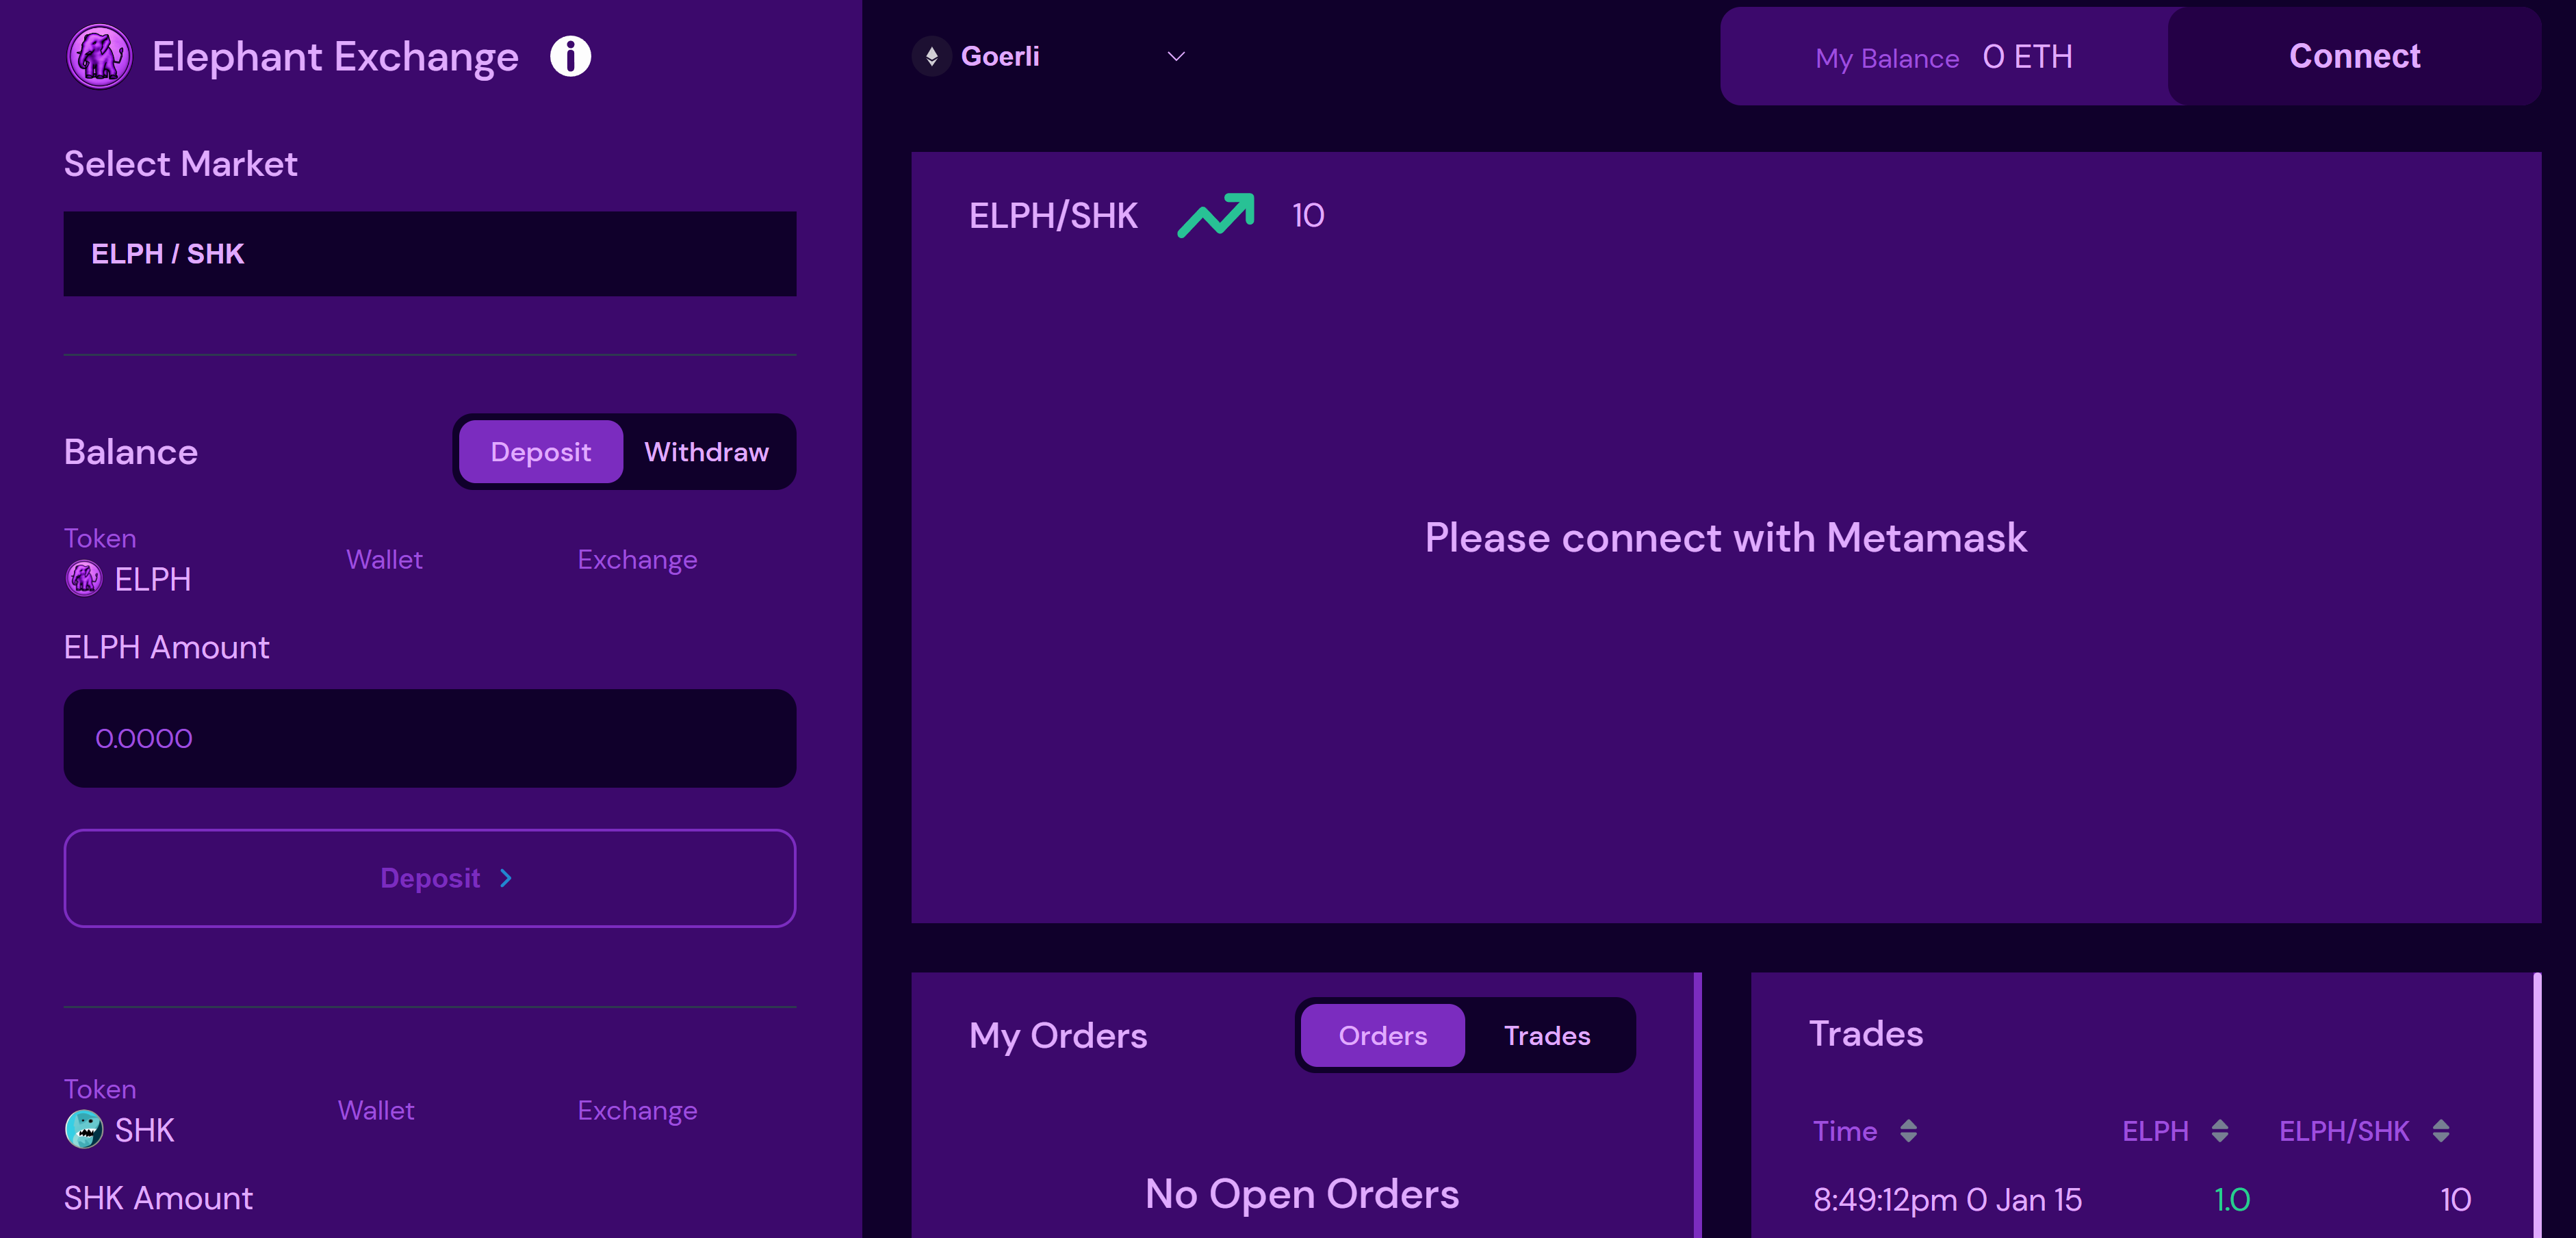 Elephant Exchange
Select Market
ELPH / SHK
Balance
Deposit Withdraw
Token
Wallet Exchange
ELPH
ELPH Amount
0.0000
Deposit
Token
Wallet Exchange
SHK
SHK Amount
Goerli
My Balance 0 ETH
Connect
ELPH/SHK 10
Please connect with Metamask
My Orders
Orders Trades
No Open Orders
Trades
Time ELPH ELPH/SHK
8:49:12pm 0 Jan 15 1.0 10